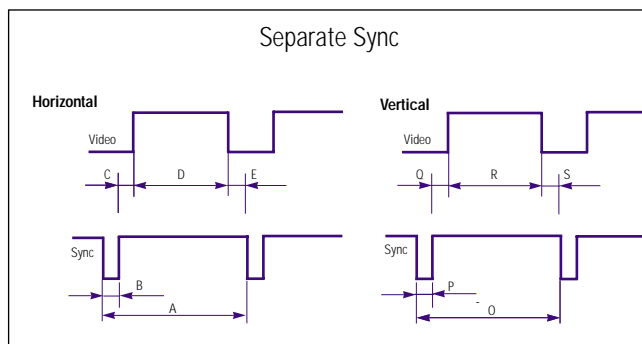 Separate Sync
Horizontal
Vertical
Video
Video
C
D
E
Q
R
S
Sync
Sync
B
P
A
O